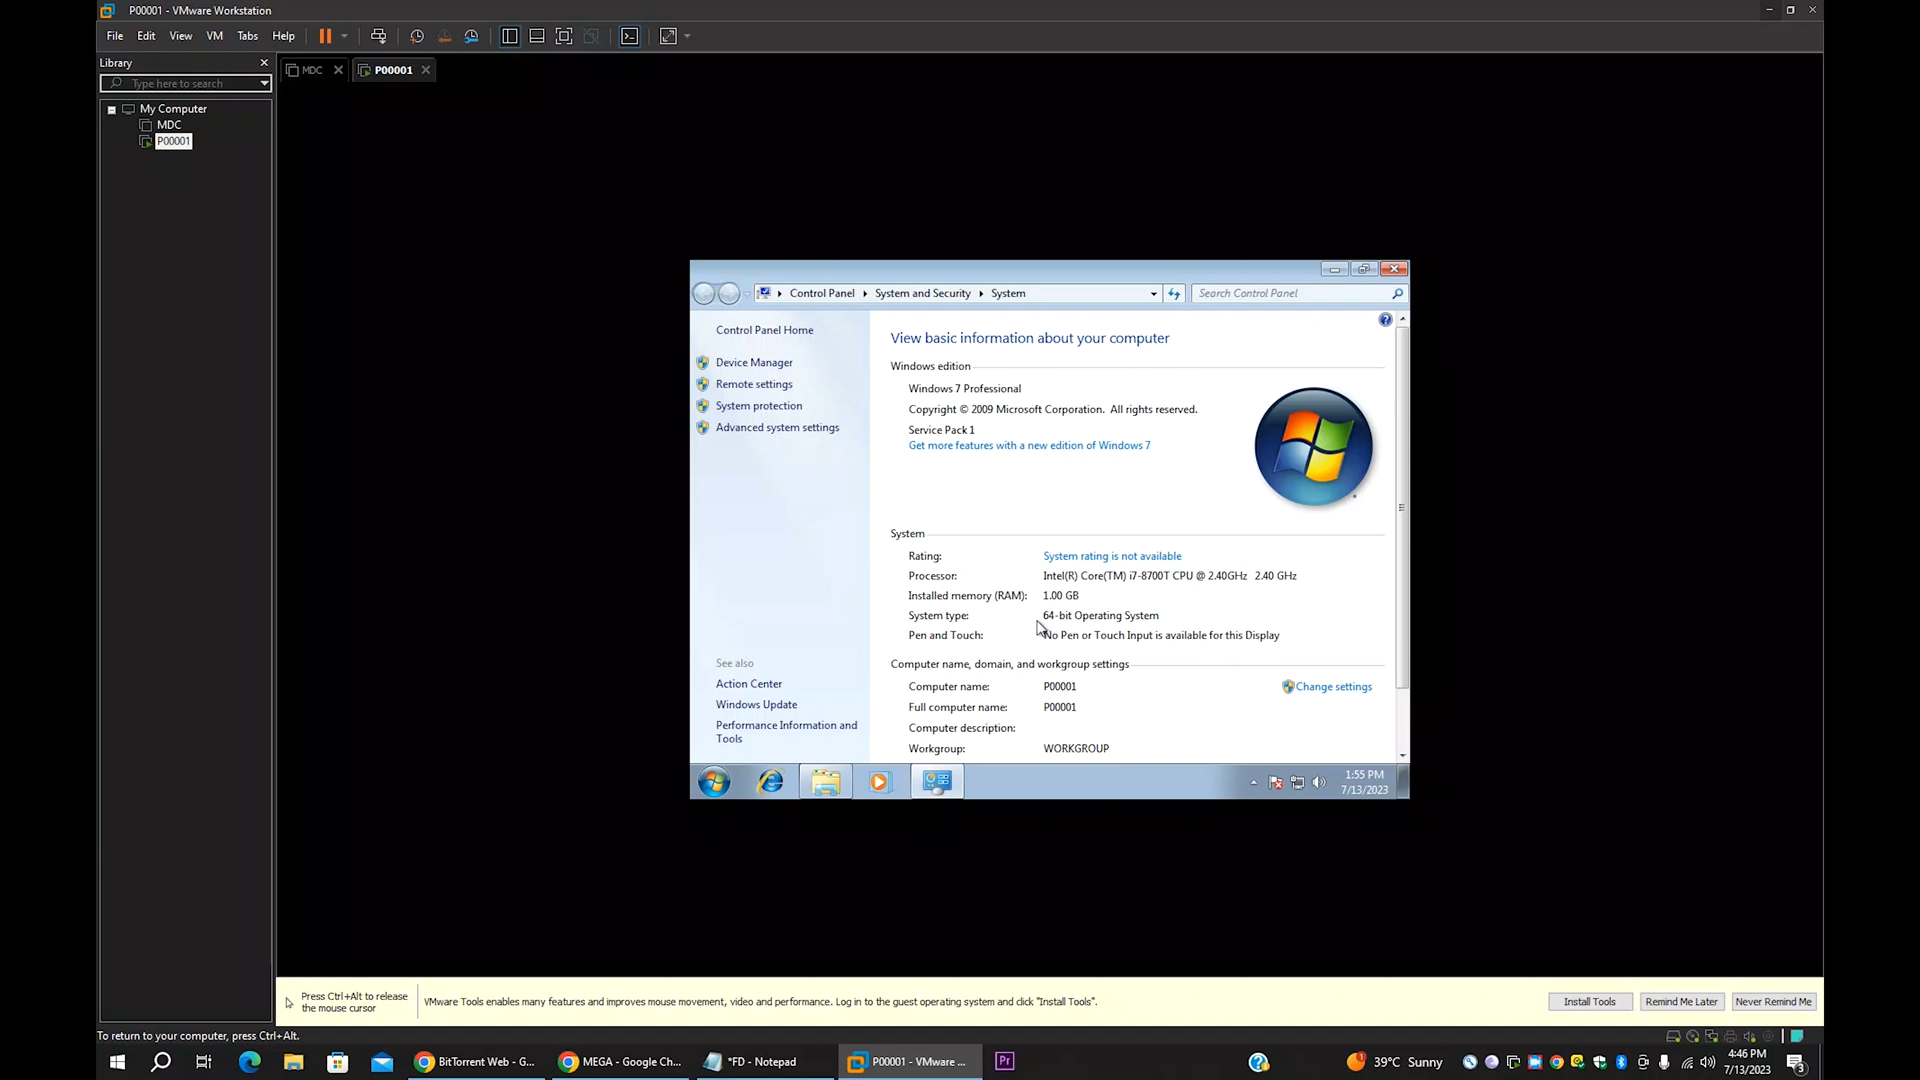 P00001 - VMware Workstation
File Edit View VM Tabs Help
Library
Type here to search
MDC
P00001
My Computer
MDC
P00001
Control Panel
System and Security
System
Search Control Panel
Control Panel Home
Device Manager
Remote settings
System protection
Advanced system settings
See also
Action Center
Windows Update
Performance Information and
Tools
View basic information about your computer
Windows edition
Windows 7 Professional
Copyright © 2009 Microsoft Corporation. All rights reserved.
Service Pack 1
Get more features with a new edition of Windows 7
System
Rating: System rating is not available
Processor: Intel(R) Core(TM) i7-8700T CPU @ 2.40GHz 2.40 GHz
Installed memory (RAM): 1.00 GB
System type: 64-bit Operating System
Pen and Touch: No Pen or Touch Input is available for this Display
Computer name, domain, and workgroup settings
Computer name: P00001
Change settings
Full computer name: P00001
Computer description:
Workgroup: WORKGROUP
1:55 PM
7/13/2023
Press Ctrl+Alt to release
the mouse cursor
VMware Tools enables many features and improves mouse movement, video and performance. Log in to the guest operating system and click "Install Tools".
Install Tools
Remind Me Later
Never Remind Me
To return to your computer, press Ctrl+Alt.
BitTorrent Web - G...
MEGA - Google Ch...
*FD - Notepad
P00001 - VMware ...
Pr
39°C Sunny
4:46 PM
7/13/2023
3